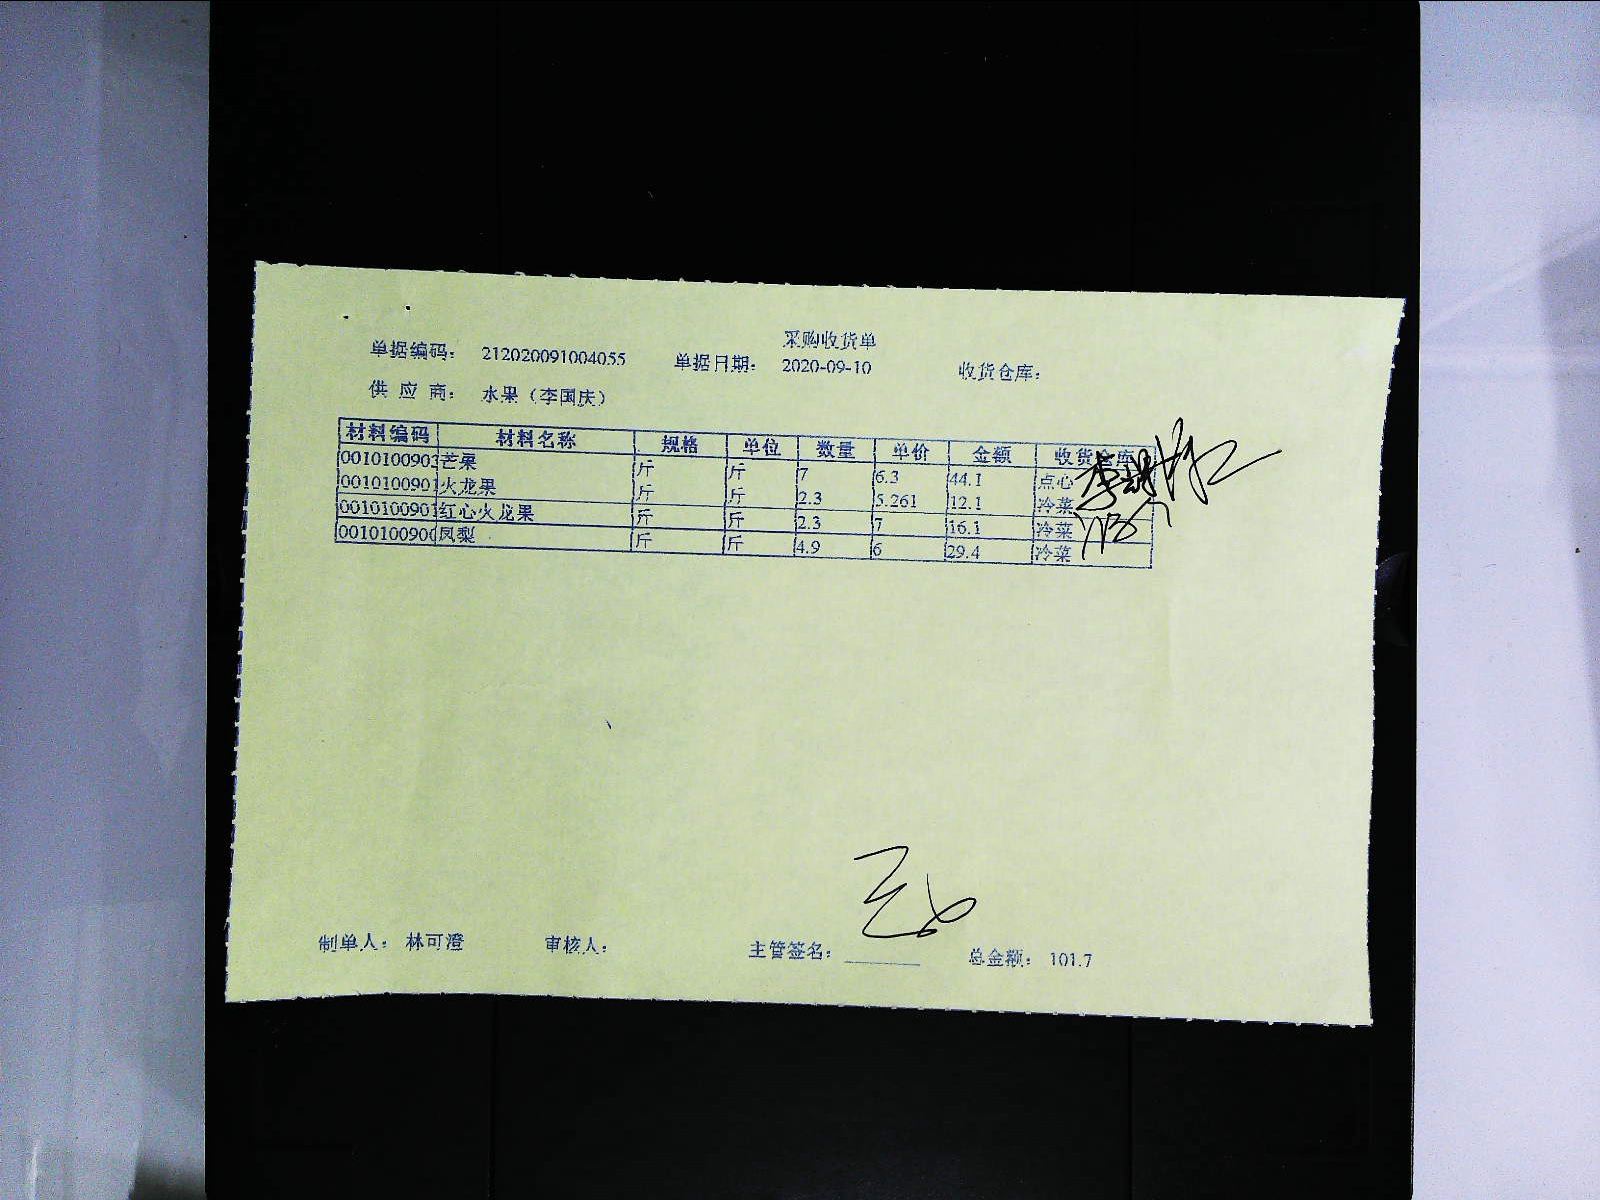 采购收货单
单据编码： 212020091004055 单据日期： 2020-09-10 收货仓库：
供 应 商： 水果（李国庆）
材料编码 材料名称 规格 单位 数量 单价 金额 收货仓库
0010100903 芒果 斤 斤 7 6.3 44.1 点心
0010100901 火龙果 斤 斤 2.3 5.261 12.1 冷菜
0010100901 红心火龙果 斤 斤 2.3 7 16.1 冷菜
0010100900 凤梨 斤 斤 4.9 6 29.4 冷菜
制单人： 林可澄 审核人： 主管签名： 总金额： 101.7